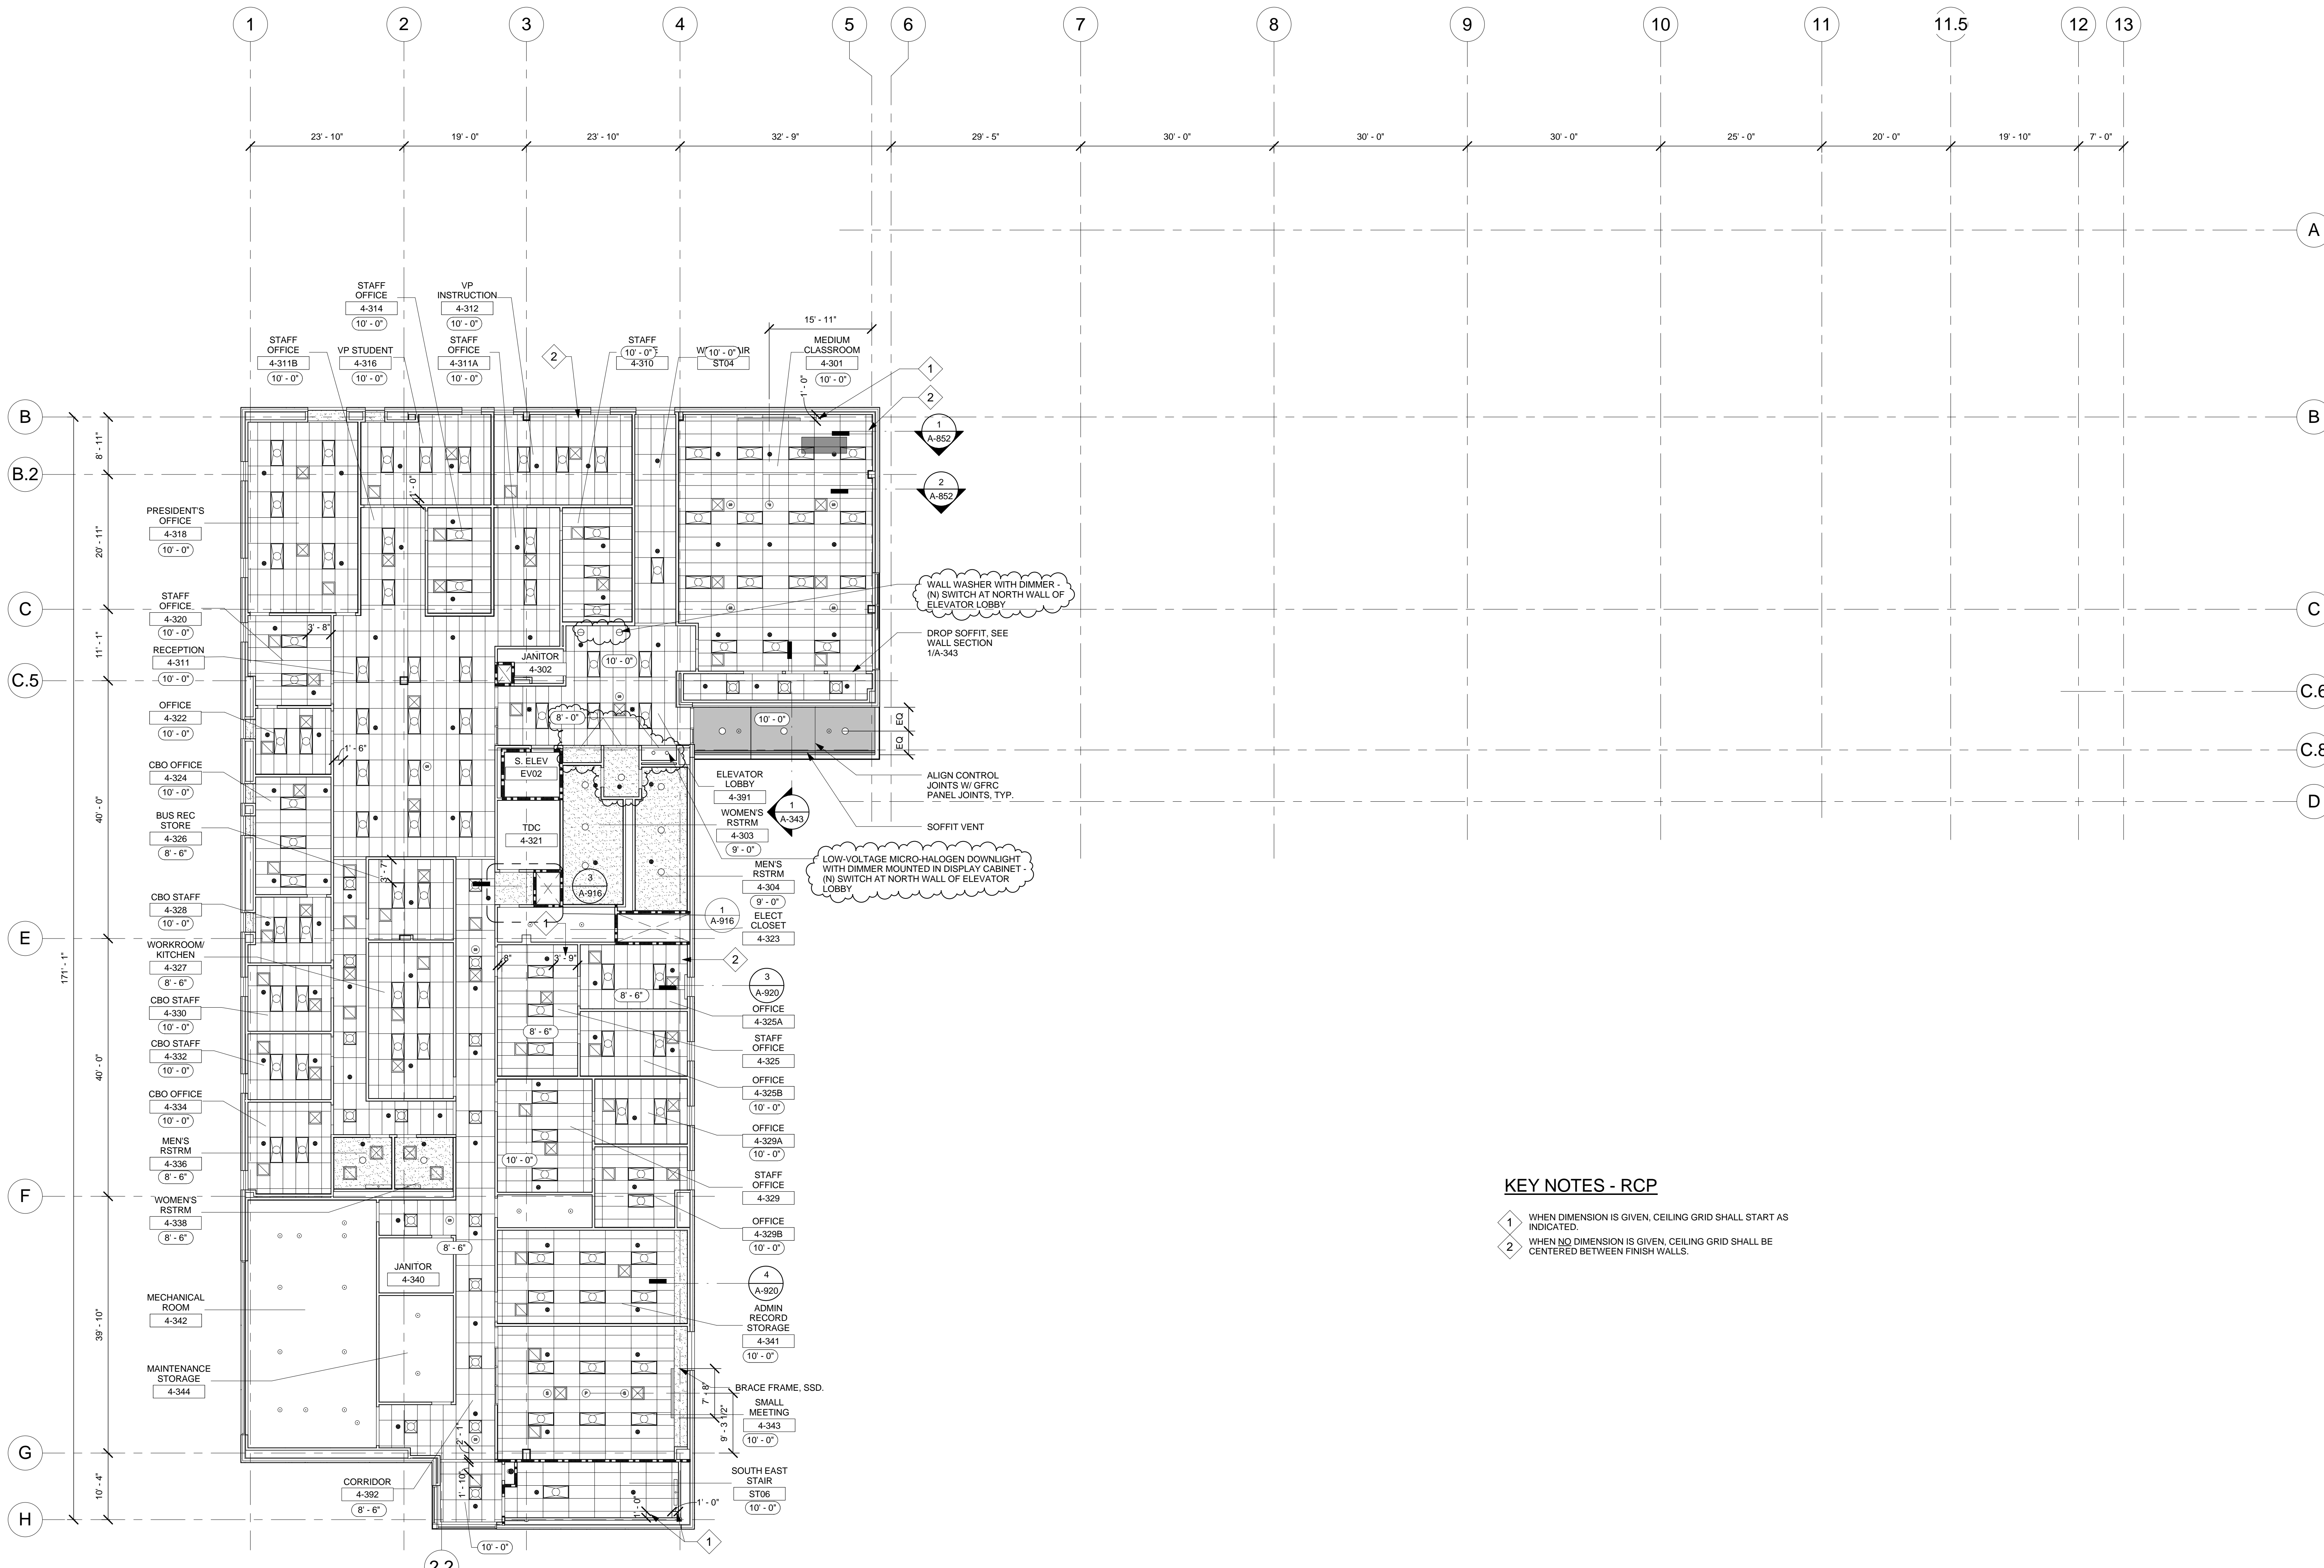 1
2
3
4
5
6
7
8
9
10
11
11.5
12
13
23' - 10"
19' - 0"
23' - 10"
32' - 9"
29' - 5"
30' - 0"
30' - 0"
30' - 0"
25' - 0"
20' - 0"
19' - 10"
7' - 0"
A
STAFF
OFFICE
4-314
10' - 0"
VP
INSTRUCTION
4-312
10' - 0"
15' - 11"
STAFF
OFFICE
4-311B
10' - 0"
VP STUDENT
4-316
10' - 0"
STAFF
OFFICE
4-311A
10' - 0"
2
STAFF
10' - 0"
4-310
10' - 0"
ST04
MEDIUM
CLASSROOM
4-301
10' - 0"
1' - 0"
1
2
B
B
8' - 11"
1
A-852
B.2
1' - 0"
2
A-852
PRESIDENT'S
OFFICE
4-318
10' - 0"
20' - 11"
WALL WASHER WITH DIMMER -
(N) SWITCH AT NORTH WALL OF
ELEVATOR LOBBY
C
C
STAFF
OFFICE
4-320
10' - 0"
3' - 8"
11' - 1"
DROP SOFFIT, SEE
WALL SECTION
1/A-343
RECEPTION
4-311
10' - 0"
JANITOR
4-302
10' - 0"
C.5
C.6
OFFICE
4-322
10' - 0"
8' - 0"
10' - 0"
EQ
EQ
1' - 6"
C.8
S. ELEV
EV02
CBO OFFICE
4-324
10' - 0"
ELEVATOR
LOBBY
4-391
ALIGN CONTROL
JOINTS W/ GFRC
PANEL JOINTS, TYP.
D
40' - 0"
1
A-343
WOMEN'S
RSTRM
4-303
9' - 0"
BUS REC
STORE
4-326
8' - 6"
TDC
4-321
SOFFIT VENT
3' - 7"
LOW-VOLTAGE MICRO-HALOGEN DOWNLIGHT
WITH DIMMER MOUNTED IN DISPLAY CABINET -
(N) SWITCH AT NORTH WALL OF ELEVATOR
LOBBY
MEN'S
RSTRM
4-304
9' - 0"
3
A-916
CBO STAFF
4-328
10' - 0"
1
1
A-916
ELECT
CLOSET
4-323
E
WORKROOM/
KITCHEN
4-327
8' - 6"
8"
3' - 9"
2
171' - 1"
3
A-920
8' - 6"
OFFICE
4-325A
CBO STAFF
4-330
10' - 0"
8' - 6"
STAFF
OFFICE
4-325
CBO STAFF
4-332
10' - 0"
40' - 0"
OFFICE
4-325B
10' - 0"
CBO OFFICE
4-334
10' - 0"
OFFICE
4-329A
10' - 0"
MEN'S
RSTRM
4-336
8' - 6"
10' - 0"
STAFF
OFFICE
4-329
F
WOMEN'S
RSTRM
4-338
8' - 6"
OFFICE
4-329B
10' - 0"
8' - 6"
JANITOR
4-340
4
A-920
MECHANICAL
ROOM
4-342
ADMIN
RECORD
STORAGE
4-341
10' - 0"
39' - 10"
MAINTENANCE
STORAGE
4-344
BRACE FRAME, SSD.
7' - 8"
9' - 3 1/2"
S
P
S
SMALL
MEETING
4-343
10' - 0"
2' - 1"
G
1' - 10"
CORRIDOR
4-392
8' - 6"
10' - 4"
SOUTH EAST
STAIR
ST06
10' - 0"
1' - 0"
1' - 0"
H
10' - 0"
1
2.2
KEY NOTES - RCP
1 WHEN DIMENSION IS GIVEN, CEILING GRID SHALL START AS
INDICATED.
2 WHEN NO DIMENSION IS GIVEN, CEILING GRID SHALL BE
CENTERED BETWEEN FINISH WALLS.